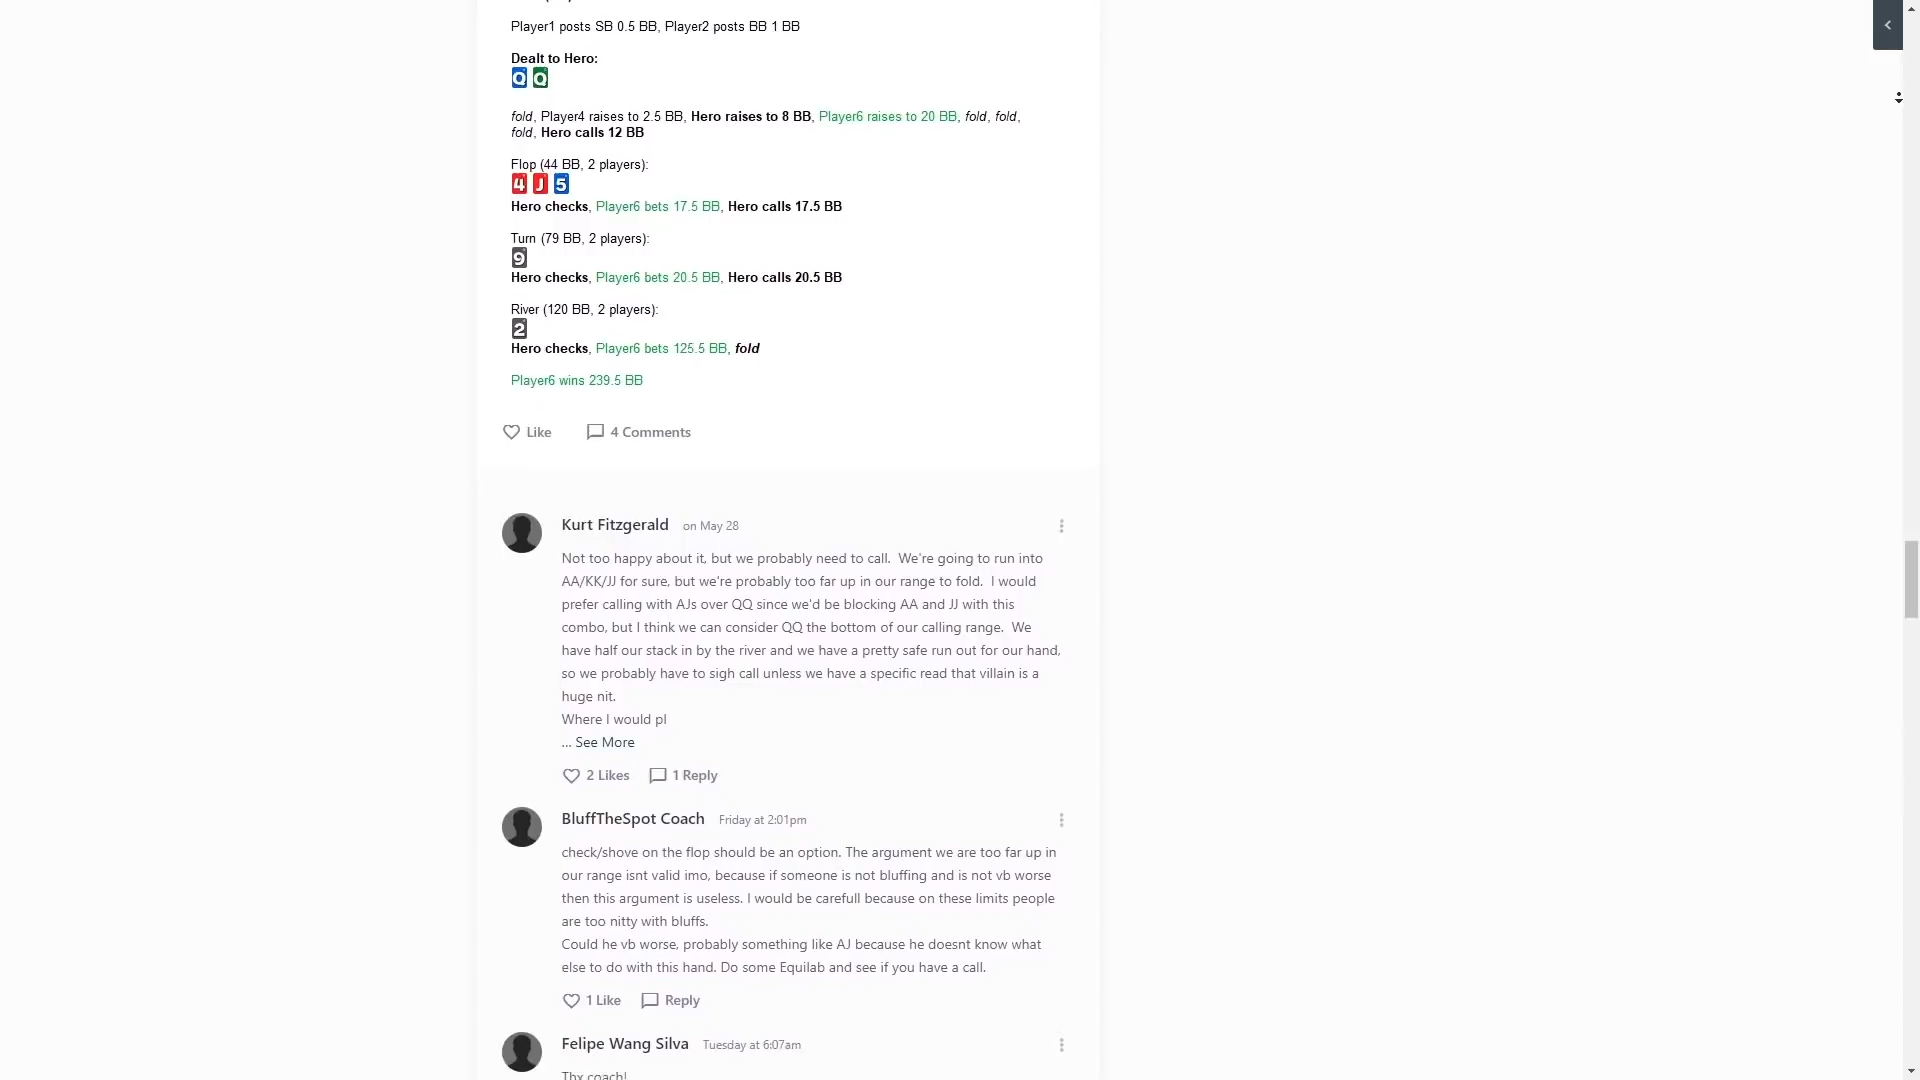 Player1 posts SB 0.5 BB, Player2 posts BB 1 BB
Dealt to Hero:
Q Q
fold, Player4 raises to 2.5 BB, Hero raises to 8 BB, Player6 raises to 20 BB, fold, fold,
fold, Hero calls 12 BB
Flop (44 BB, 2 players):
4 J 5
Hero checks, Player6 bets 17.5 BB, Hero calls 17.5 BB
Turn (79 BB, 2 players):
9
Hero checks, Player6 bets 20.5 BB, Hero calls 20.5 BB
River (120 BB, 2 players):
2
Hero checks, Player6 bets 125.5 BB, fold
Player6 wins 239.5 BB
Like 4 Comments
Kurt Fitzgerald on May 28
Not too happy about it, but we probably need to call. We're going to run into
AA/KK/JJ for sure, but we're probably too far up in our range to fold. I would
prefer calling with AJs over QQ since we'd be blocking AA and JJ with this
combo, but I think we can consider QQ the bottom of our calling range. We
have half our stack in by the river and we have a pretty safe run out for our hand,
so we probably have to sigh call unless we have a specific read that villain is a
huge nit.
Where I would pl
... See More
2 Likes 1 Reply
BluffTheSpot Coach Friday at 2:01pm
check/shove on the flop should be an option. The argument we are too far up in
our range isnt valid imo, because if someone is not bluffing and is not vb worse
then this argument is useless. I would be carefull because on these limits people
are too nitty with bluffs.
Could he vb worse, probably something like AJ because he doesnt know what
else to do with this hand. Do some Equilab and see if you have a call.
1 Like Reply
Felipe Wang Silva Tuesday at 6:07am
Thx coach!